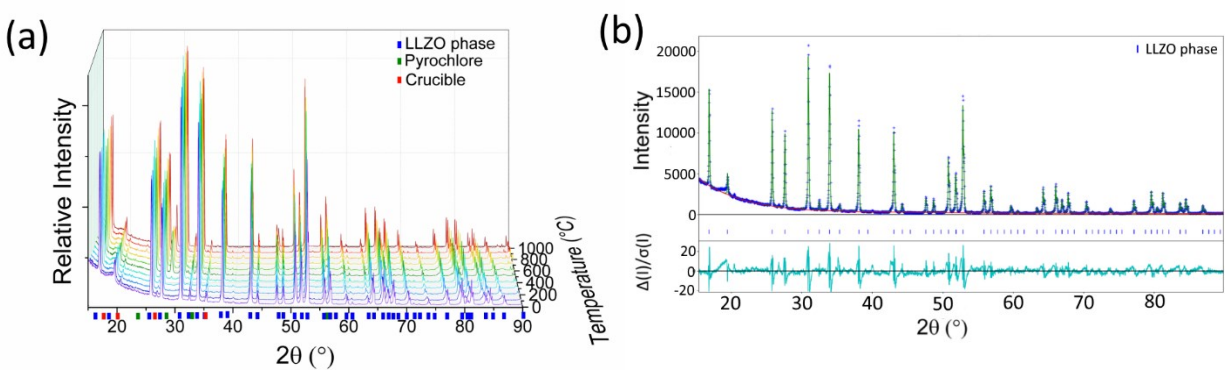 (a)
LLZO phase
Pyrochlore
Crucible
Relative Intensity
1000
800
600
400
200
0
Temperature (°C)
20
30
40
50
60
70
80
90
2θ (°)
(b)
LLZO phase
20000
15000
10000
5000
0
Intensity
20
0
-20
Δ(I)/σ(I)
20
30
40
50
60
70
80
2θ (°)